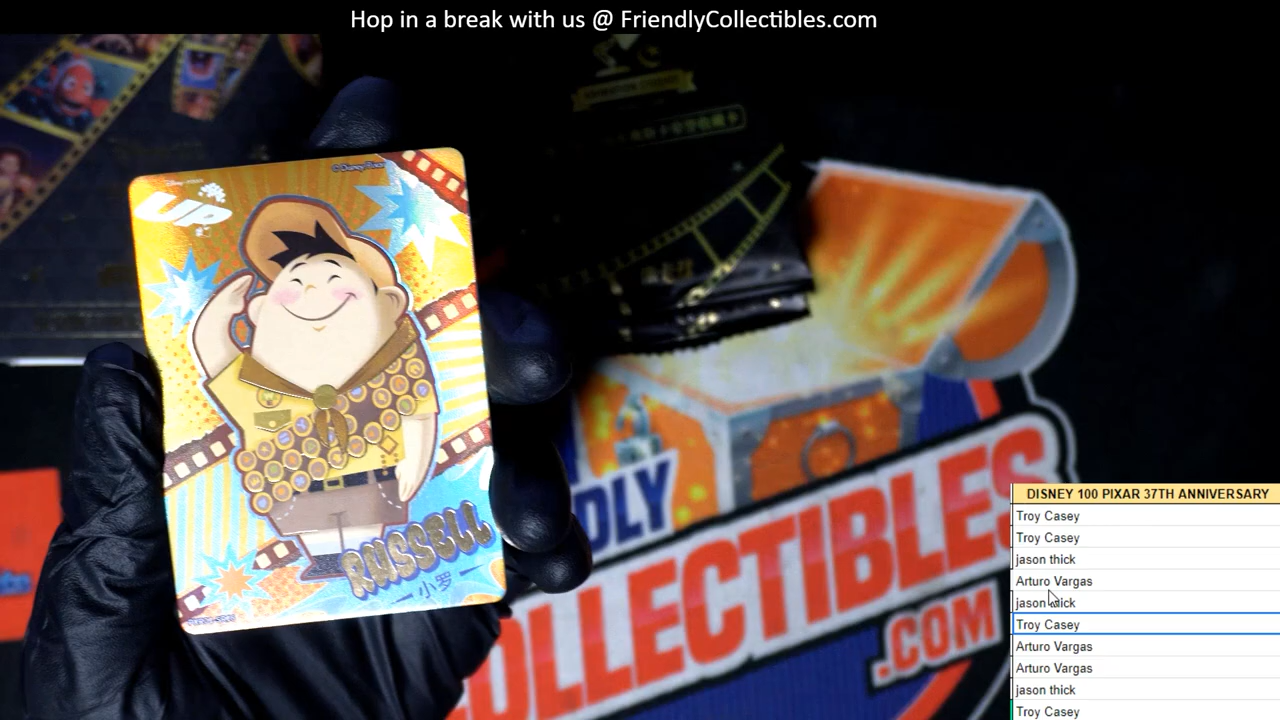 Hop in a break with us @ FriendlyCollectibles.com
©Disney/Pixar
UP
RUSSELL
小罗
DLY
COLLECTIBLES
.COM
DISNEY 100 PIXAR 37TH ANNIVERSARY
Troy Casey
Troy Casey
jason thick
Arturo Vargas
jason thick
Troy Casey
Arturo Vargas
Arturo Vargas
jason thick
Troy Casey